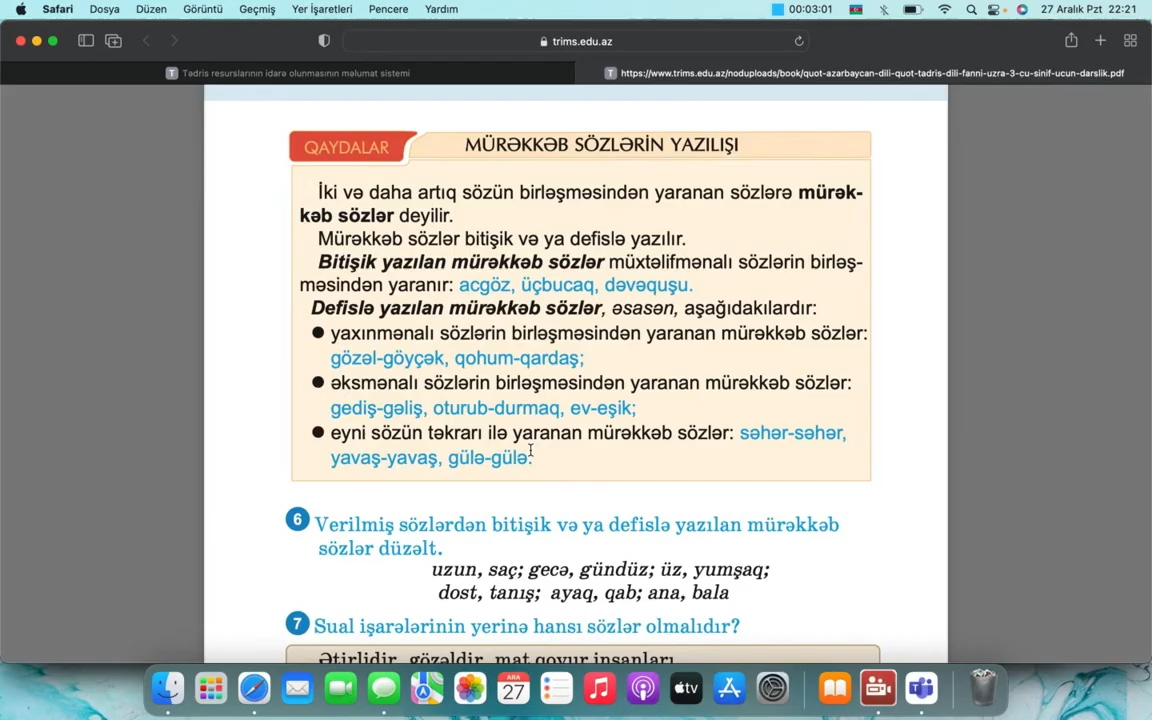 Safari Dosya Düzen Görüntü Geçmiş Yer İşaretleri Pencere Yardım 00:03:01 27 Aralık Pzt 22:21
trims.edu.az
T Tədris resurslarının idarə olunmasının məlumat sistemi
T https://www.trims.edu.az/noduploads/book/quot-azarbaycan-dili-quot-tadris-dili-fanni-uzra-3-cu-sinif-ucun-darslik.pdf
QAYDALAR MÜRƏKKƏB SÖZLƏRİN YAZILIŞI
İki və daha artıq sözün birləşməsindən yaranan sözlərə mürək-
kəb sözlər deyilir.
Mürəkkəb sözlər bitişik və ya defislə yazılır.
Bitişik yazılan mürəkkəb sözlər müxtəlifmənalı sözlərin birləş-
məsindən yaranır: acgöz, üçbucaq, dəvəquşu.
Defislə yazılan mürəkkəb sözlər, əsasən, aşağıdakılardır:
● yaxınmənalı sözlərin birləşməsindən yaranan mürəkkəb sözlər:
gözəl-göyçək, qohum-qardaş;
● əksmənalı sözlərin birləşməsindən yaranan mürəkkəb sözlər:
gediş-gəliş, oturub-durmaq, ev-eşik;
● eyni sözün təkrarı ilə yaranan mürəkkəb sözlər: səhər-səhər,
yavaş-yavaş, gülə-gülə.
6 Verilmiş sözlərdən bitişik və ya defislə yazılan mürəkkəb
sözlər düzəlt.
uzun, saç; gecə, gündüz; üz, yumşaq;
dost, tanış; ayaq, qab; ana, bala
7 Sual işarələrinin yerinə hansı sözlər olmalıdır?
Ətirlidir, gözəldir, mat qoyur insanları
ARA
27
tv